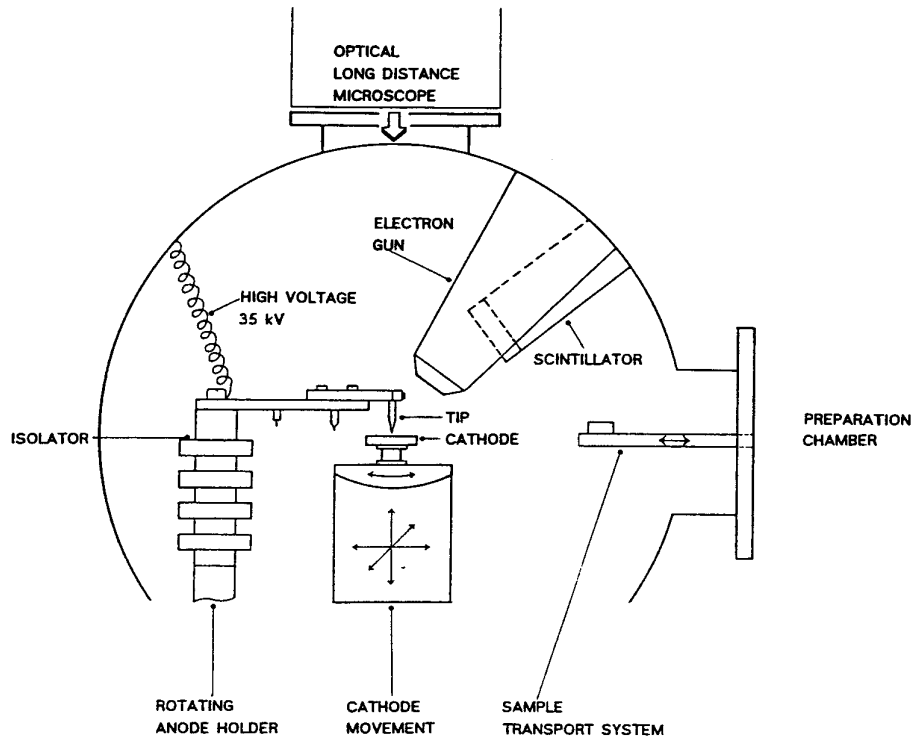 OPTICAL
LONG DISTANCE
MICROSCOPE
ELECTRON
GUN
HIGH VOLTAGE
35 kV
SCINTILLATOR
TIP
CATHODE
ISOLATOR
PREPARATION
CHAMBER
ROTATING
ANODE HOLDER
CATHODE
MOVEMENT
SAMPLE
TRANSPORT SYSTEM